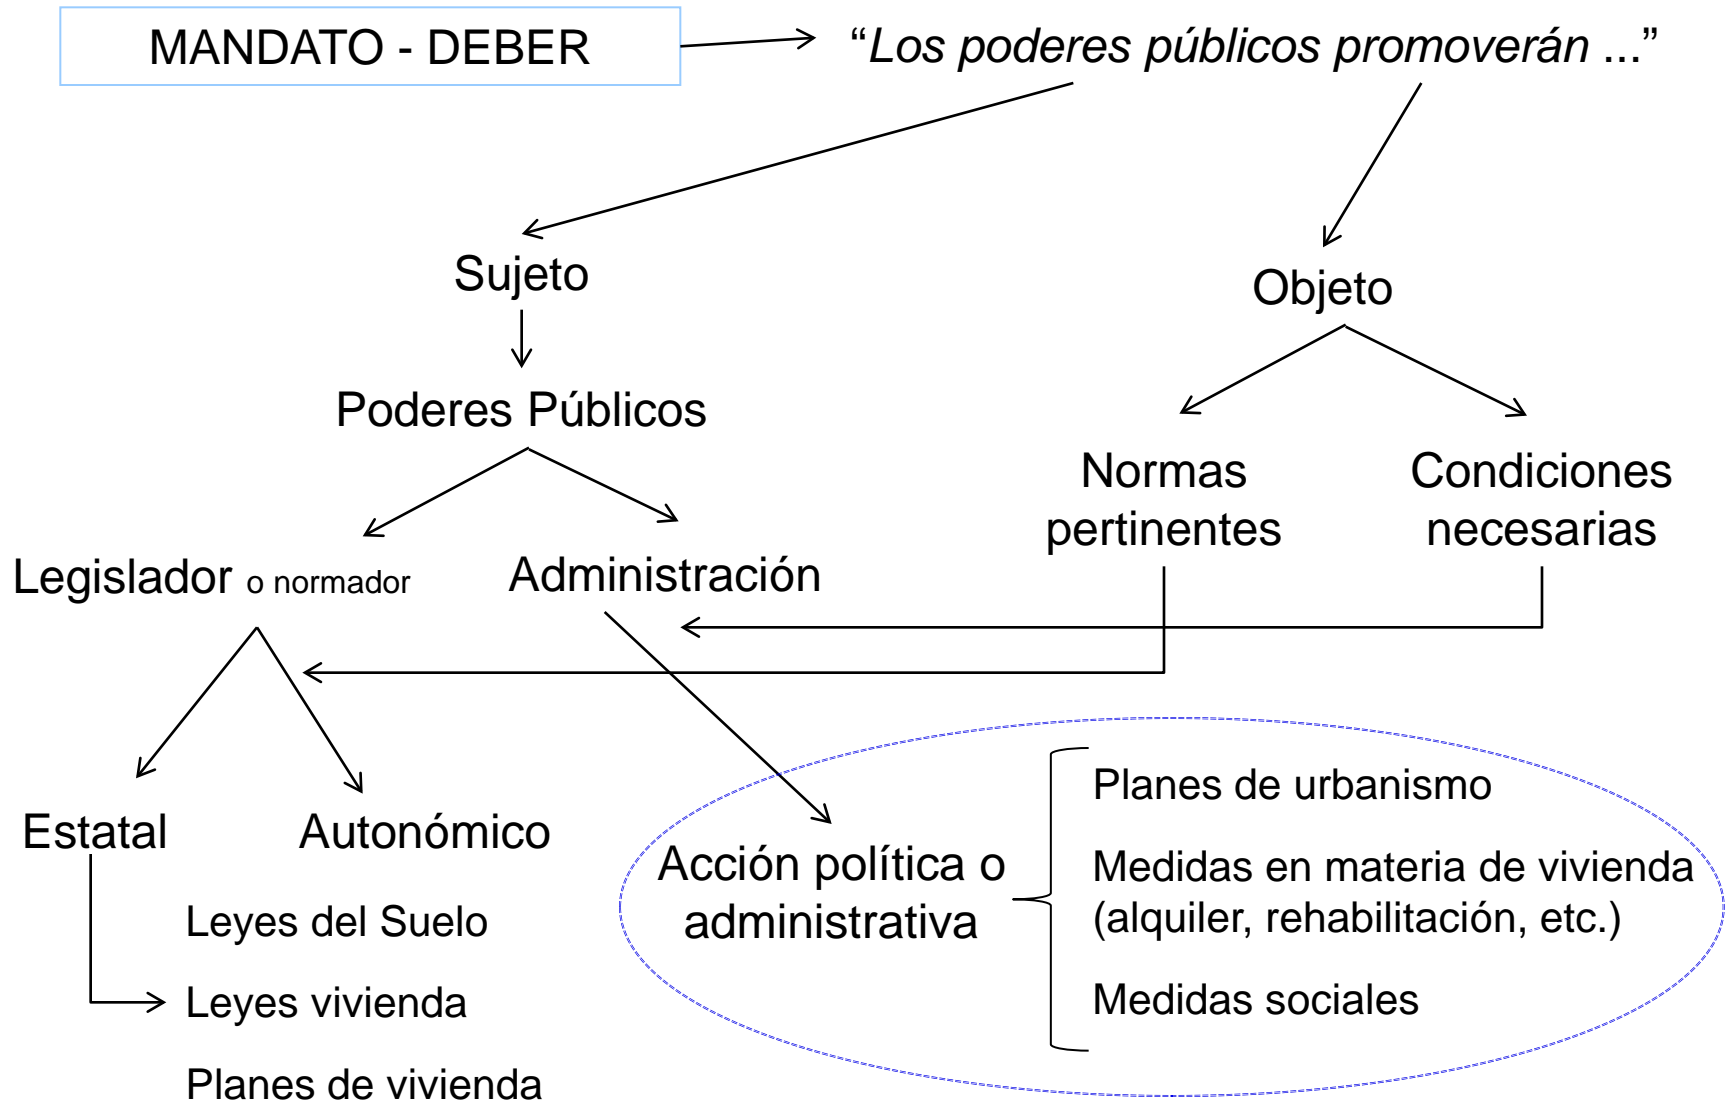 MANDATO - DEBER
“Los poderes públicos promoverán ...”
Sujeto
Objeto
Poderes Públicos
Normas
pertinentes
Condiciones
necesarias
Legislador o normador
Administración
Estatal
Autonómico
Leyes del Suelo
Leyes vivienda
Planes de vivienda
Acción política o
administrativa
Planes de urbanismo
Medidas en materia de vivienda
(alquiler, rehabilitación, etc.)
Medidas sociales